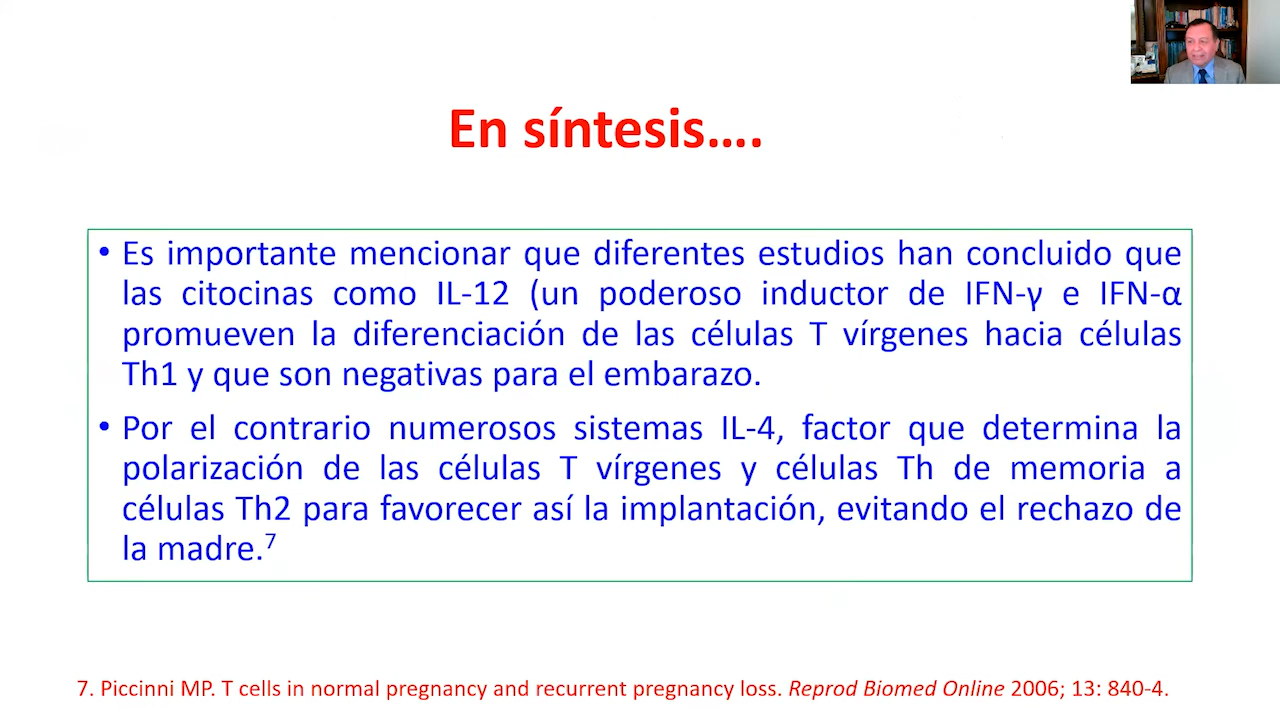 En síntesis….
• Es importante mencionar que diferentes estudios han concluido que
las citocinas como IL-12 (un poderoso inductor de IFN-γ e IFN-α
promueven la diferenciación de las células T vírgenes hacia células
Th1 y que son negativas para el embarazo.
• Por el contrario numerosos sistemas IL-4, factor que determina la
polarización de las células T vírgenes y células Th de memoria a
células Th2 para favorecer así la implantación, evitando el rechazo de
la madre.7
7. Piccinni MP. T cells in normal pregnancy and recurrent pregnancy loss. Reprod Biomed Online 2006; 13: 840-4.